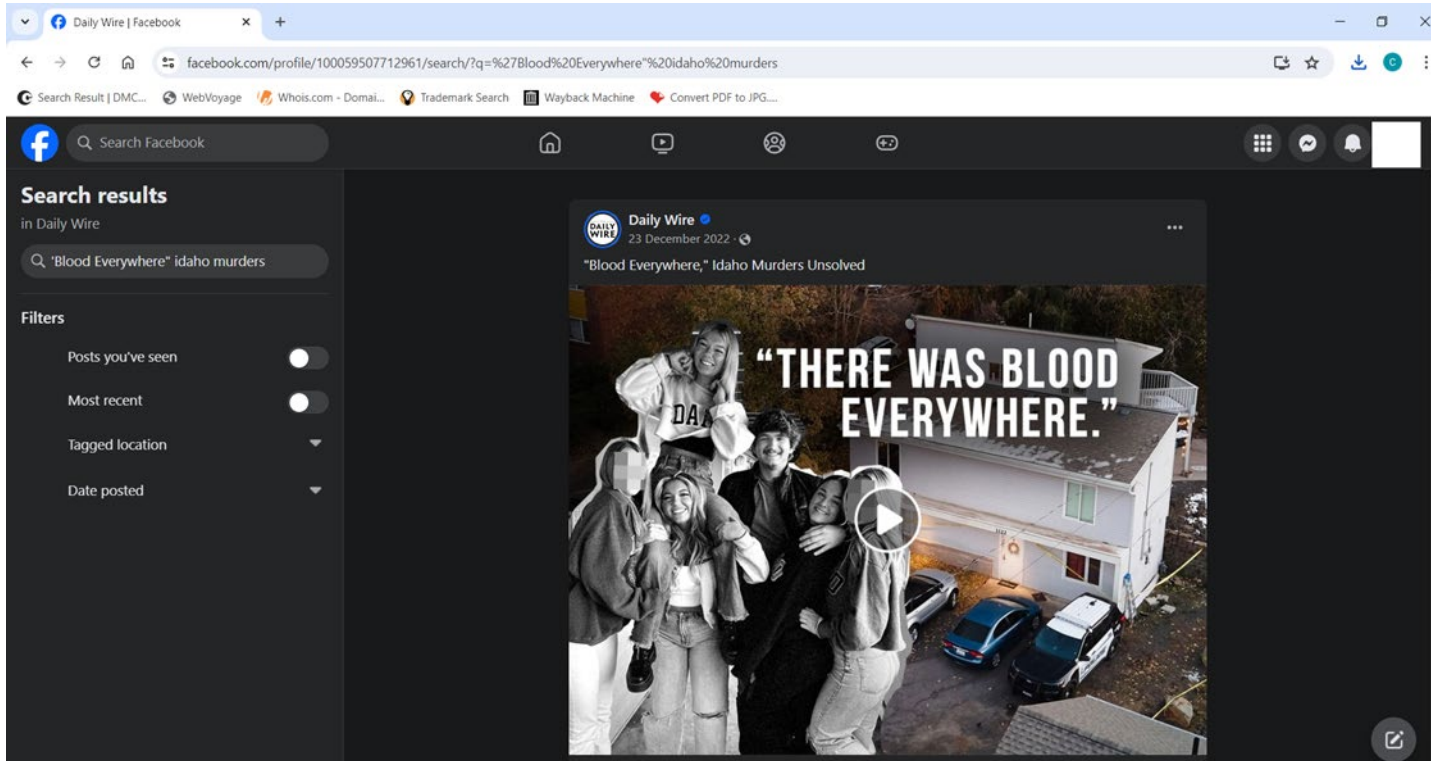 Daily Wire | Facebook
facebook.com/profile/100059507712961/search/?q=%27Blood%20Everywhere"%20idaho%20murders
Search Result | DMC...
WebVoyage
Whois.com - Domai...
Trademark Search
Wayback Machine
Convert PDF to JPG....
C
Search Facebook
Search results
in Daily Wire
'Blood Everywhere" idaho murders
Filters
Posts you've seen
Most recent
Tagged location
Date posted
DAILY
WIRE
Daily Wire
23 December 2022 ·
"Blood Everywhere," Idaho Murders Unsolved
"THERE WAS BLOOD
EVERYWHERE."
DA